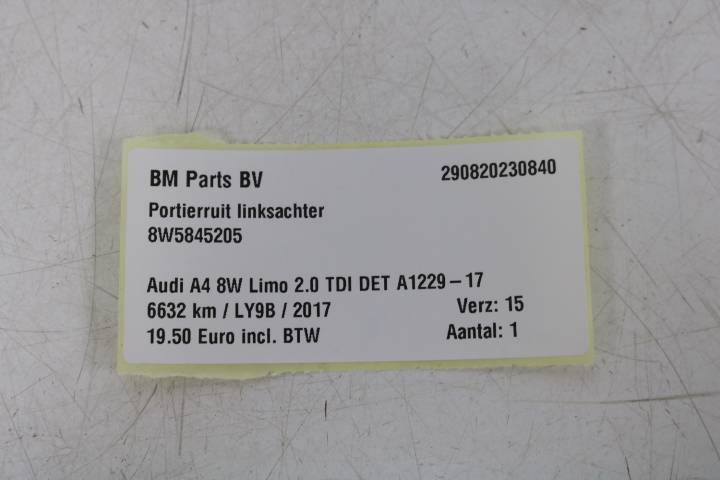 BM Parts BV 290820230840
Portierruit linksachter
8W5845205
Audi A4 8W Limo 2.0 TDI DET A1229-17
6632 km / LY9B / 2017 Verz: 15
19.50 Euro incl. BTW Aantal: 1